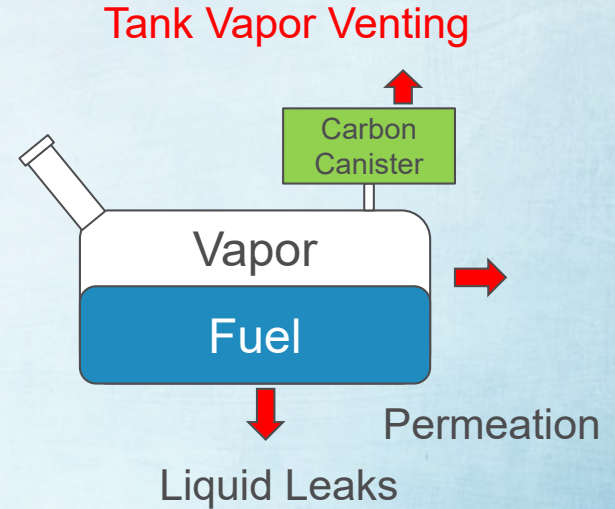 Tank Vapor Venting
Carbon
Canister
Vapor
Fuel
Permeation
Liquid Leaks